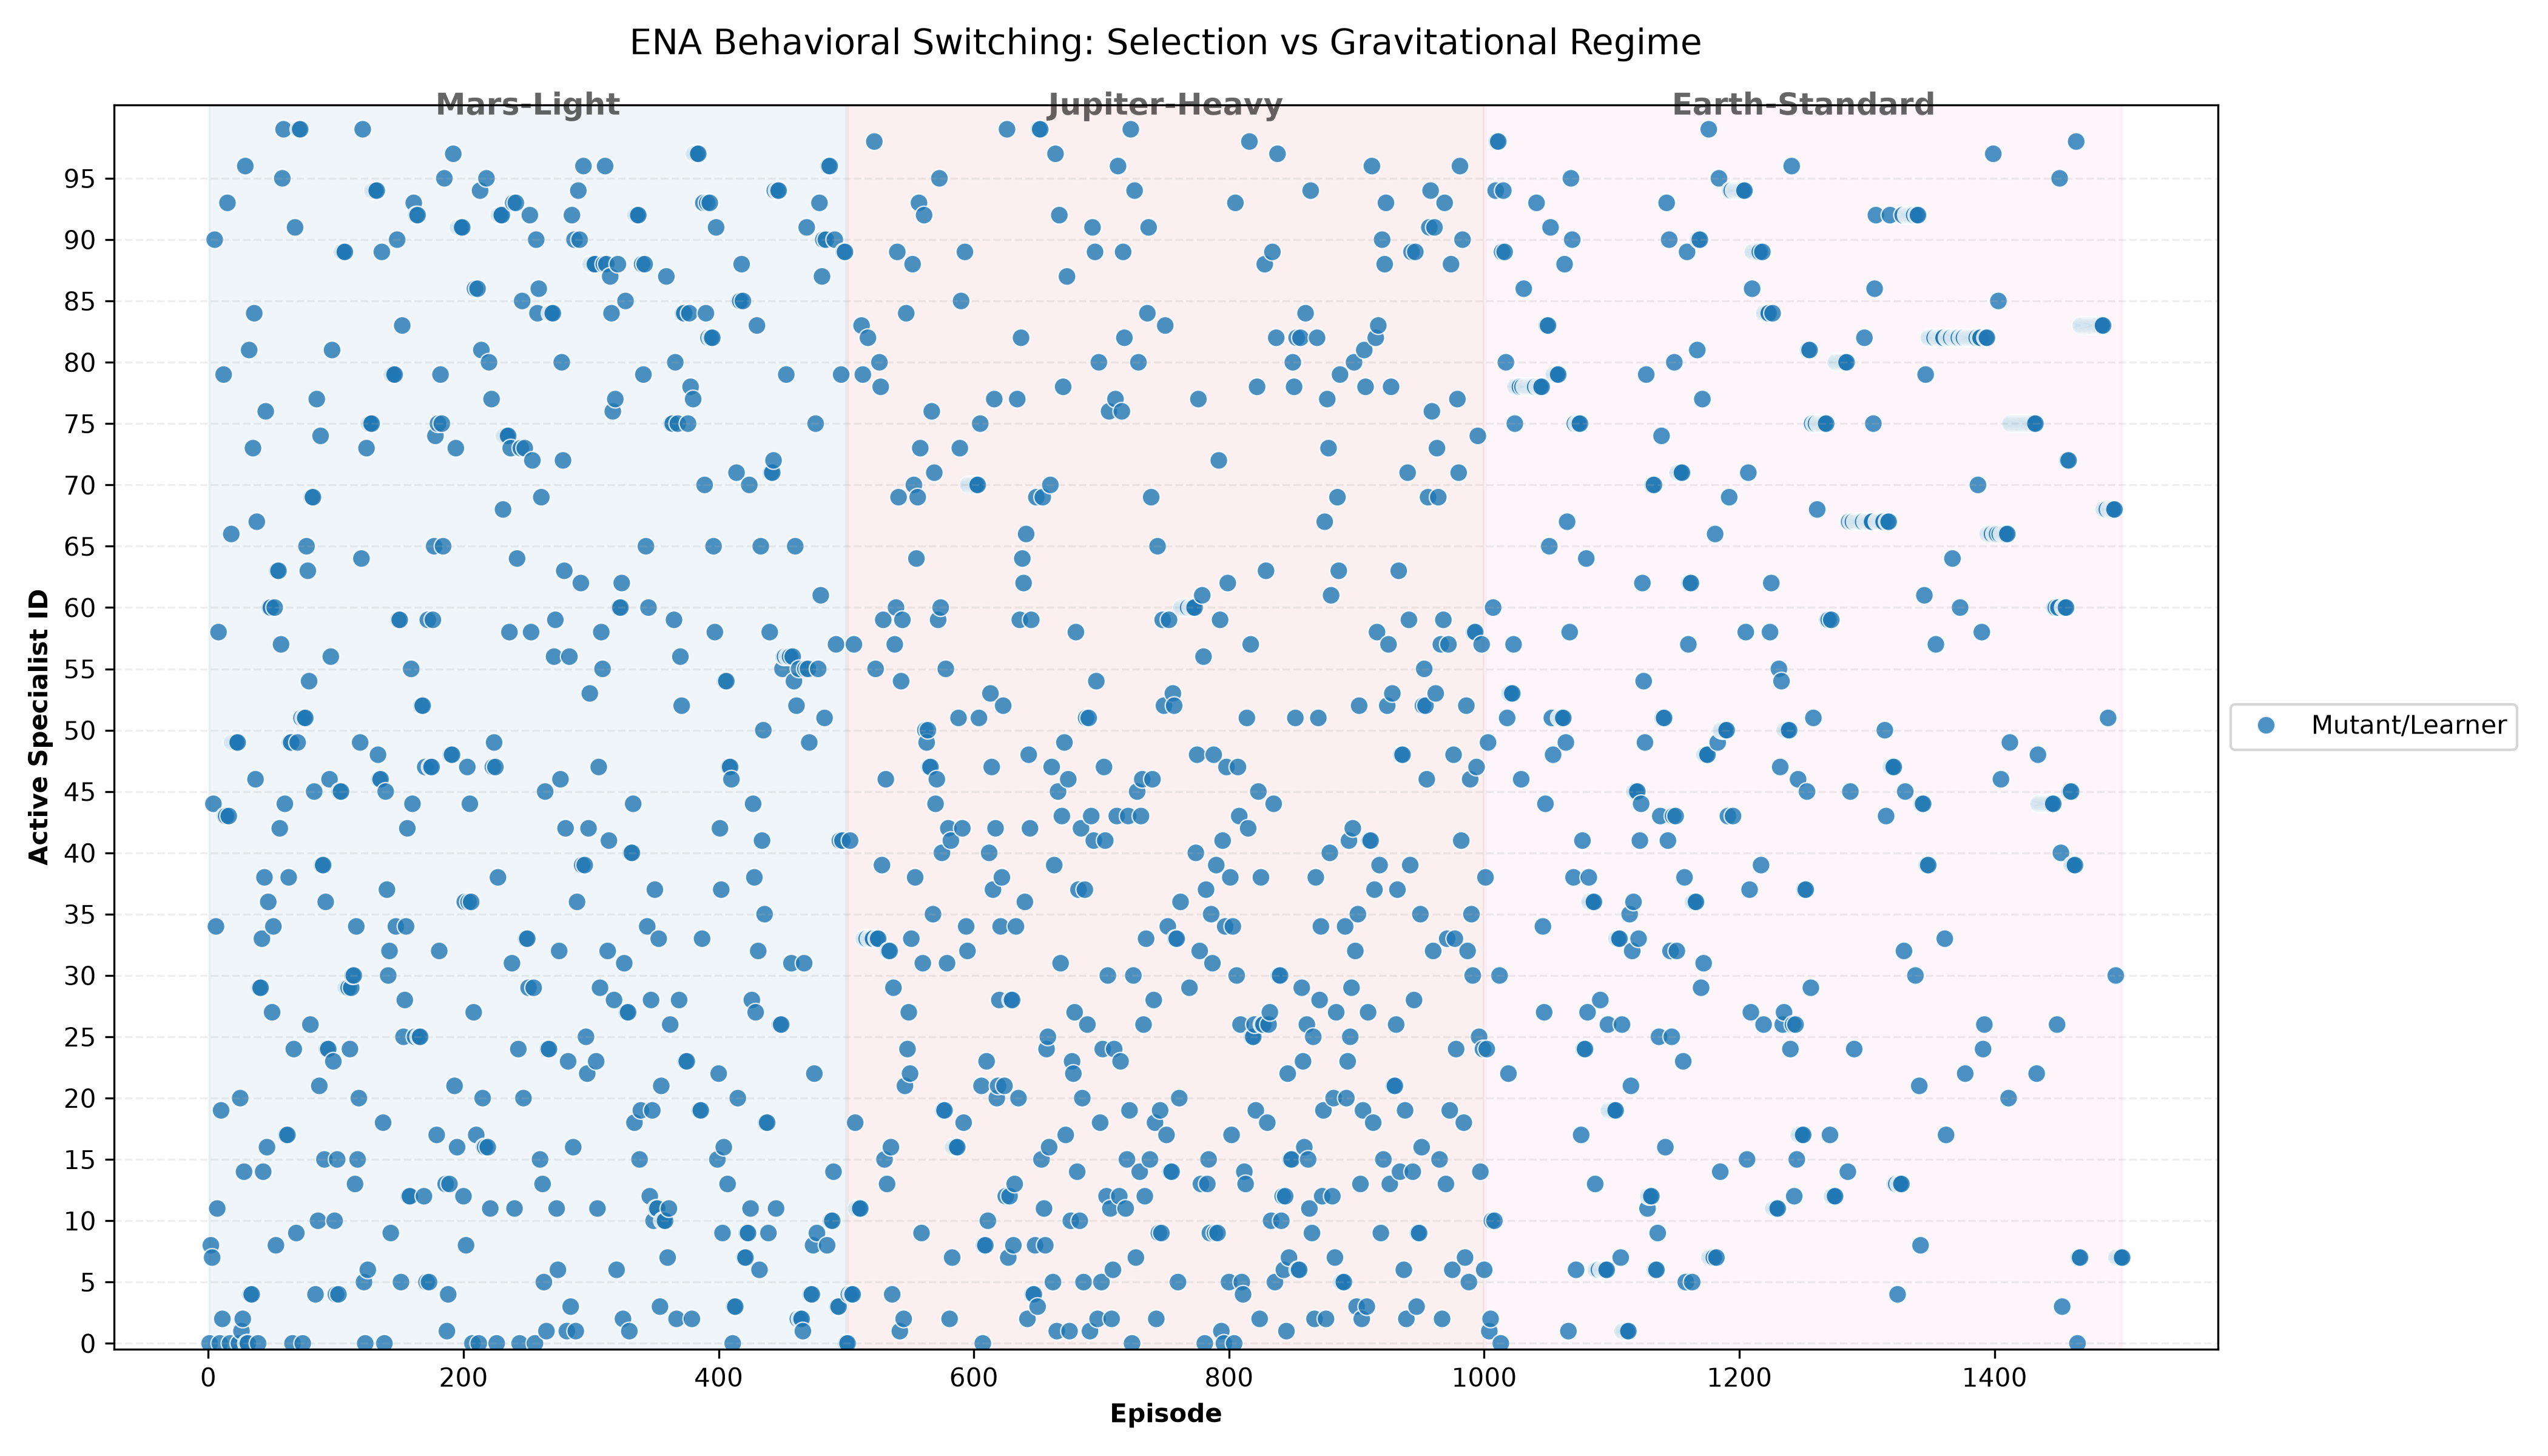 ENA Behavioral Switching: Selection vs Gravitational Regime
Mars-Light
Jupiter-Heavy
Earth-Standard
95
90
85
80
75
70
65
60
55
50
45
40
35
30
25
20
15
10
5
0
Active Specialist ID
Mutant/Learner
0 200 400 600 800 1000 1200 1400
Episode